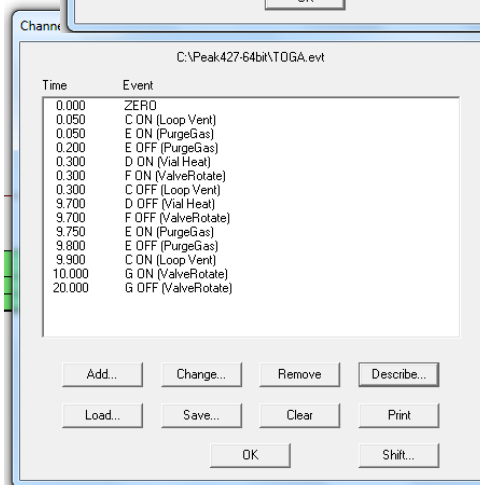 OK
Channe
C:\Peak427-64bit\TOGA.evt
Time Event
0.000 ZERO
0.050 C ON (Loop Vent)
0.050 E ON (PurgeGas)
0.200 E OFF (PurgeGas)
0.300 D ON (Vial Heat)
0.300 F ON (ValveRotate)
0.300 C OFF (Loop Vent)
9.700 D OFF (Vial Heat)
9.700 F OFF (ValveRotate)
9.750 E ON (PurgeGas)
9.800 E OFF (PurgeGas)
9.900 C ON (Loop Vent)
10.000 G ON (ValveRotate)
20.000 G OFF (ValveRotate)
Add... Change... Remove Describe...
Load... Save... Clear Print
OK Shift...